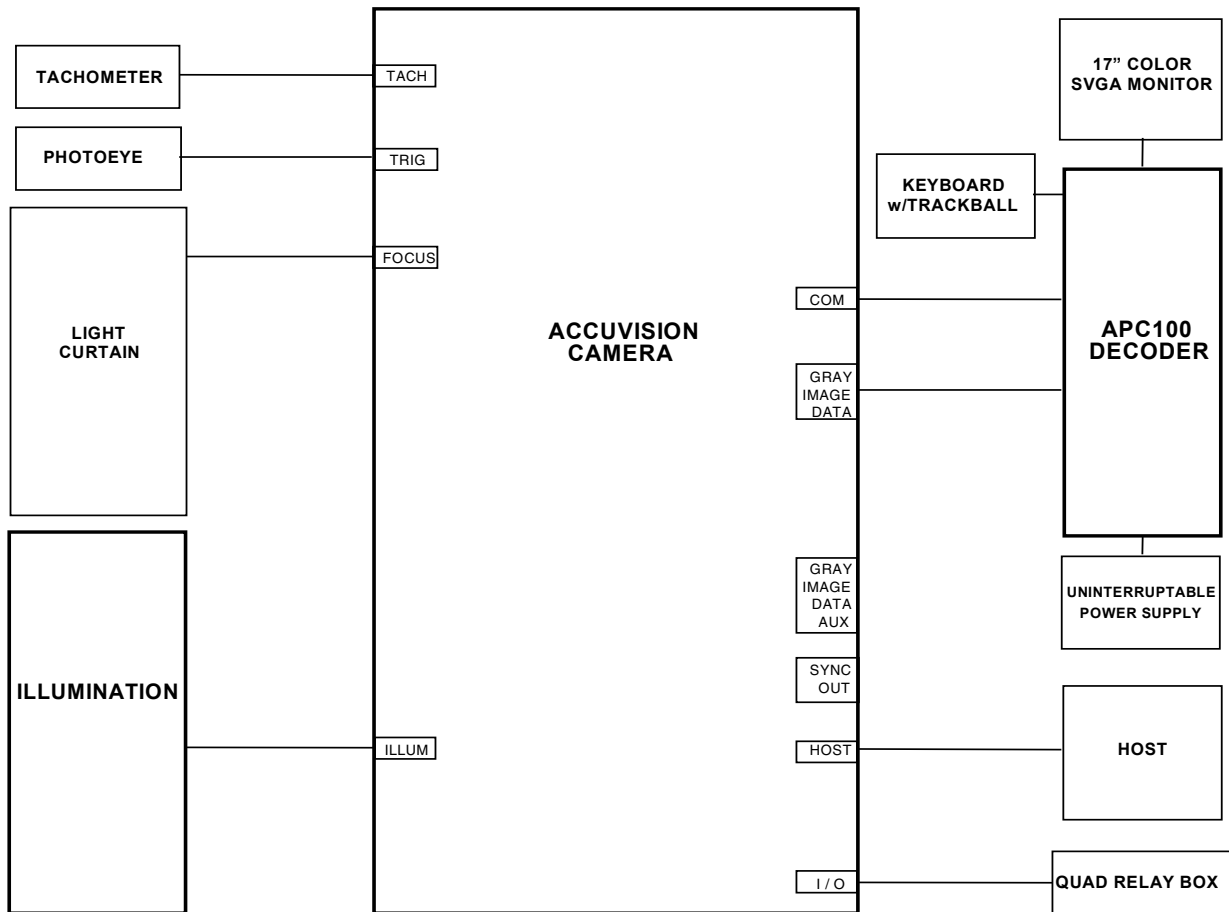 TACHOMETER
TACH
17” COLOR
SVGA MONITOR
PHOTOEYE
TRIG
KEYBOARD
w/TRACKBALL
FOCUS
LIGHT
CURTAIN
ACCUVISION
CAMERA
COM
GRAY
IMAGE
DATA
APC100
DECODER
GRAY
IMAGE
DATA
AUX
UNINTERRUPTABLE
POWER SUPPLY
ILLUMINATION
SYNC
OUT
ILLUM
HOST
HOST
I / O
QUAD RELAY BOX